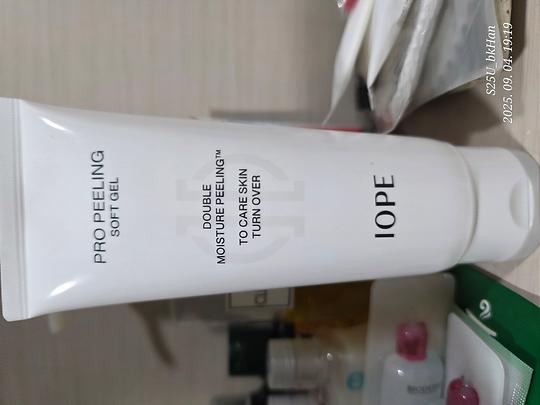 PRO PEELING
SOFT GEL
DOUBLE
MOISTURE PEELING™
TO CARE SKIN
TURN OVER
IOPE
S25U_bkHan
2025. 09. 04. 19:19